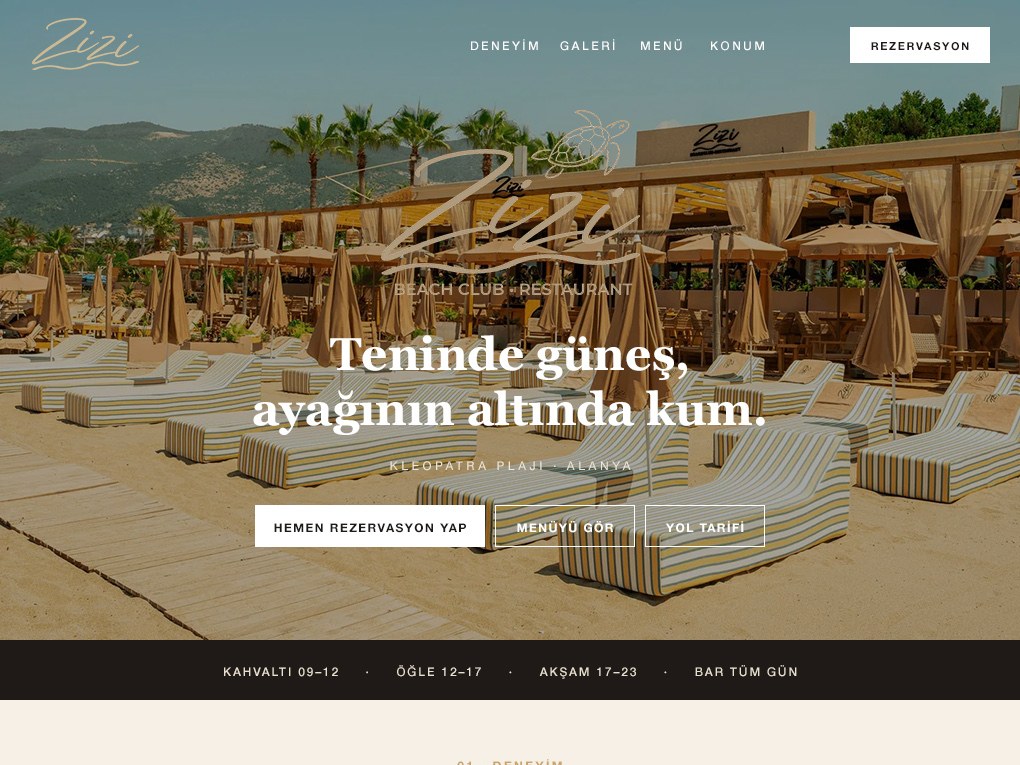 Zizi
DENEYİM GALERİ MENÜ KONUM
REZERVASYON
Zizi
Zizi
Zizi
BEACH CLUB • RESTAURANT
Teninde güneş,
ayağının altında kum.
KLEOPATRA PLAJI · ALANYA
HEMEN REZERVASYON YAP
MENÜYÜ GÖR
YOL TARİFİ
KAHVALTI 09–12 · ÖĞLE 12–17 · AKŞAM 17–23 · BAR TÜM GÜN